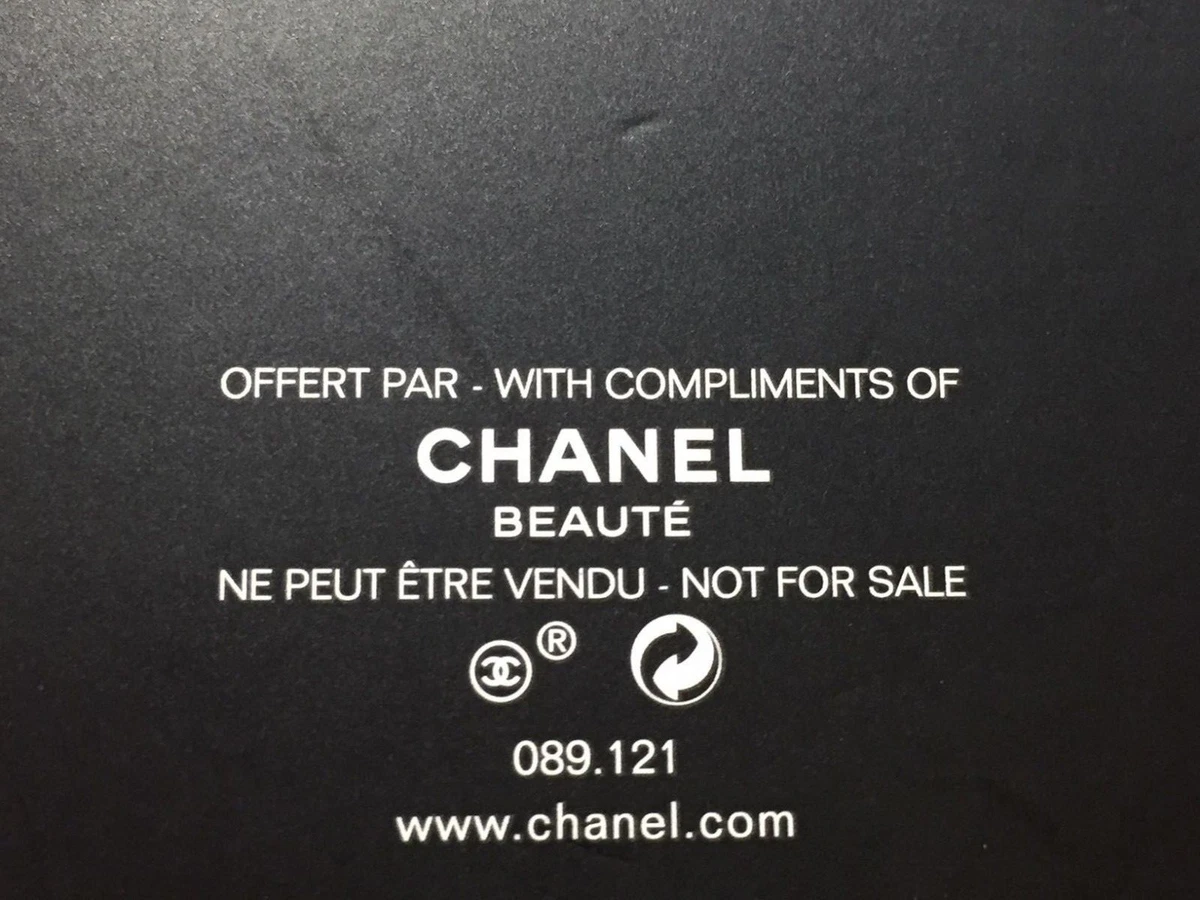 OFFERT PAR - WITH COMPLIMENTS OF
CHANEL
BEAUTÉ
NE PEUT ÊTRE VENDU - NOT FOR SALE
®
089.121
www.chanel.com